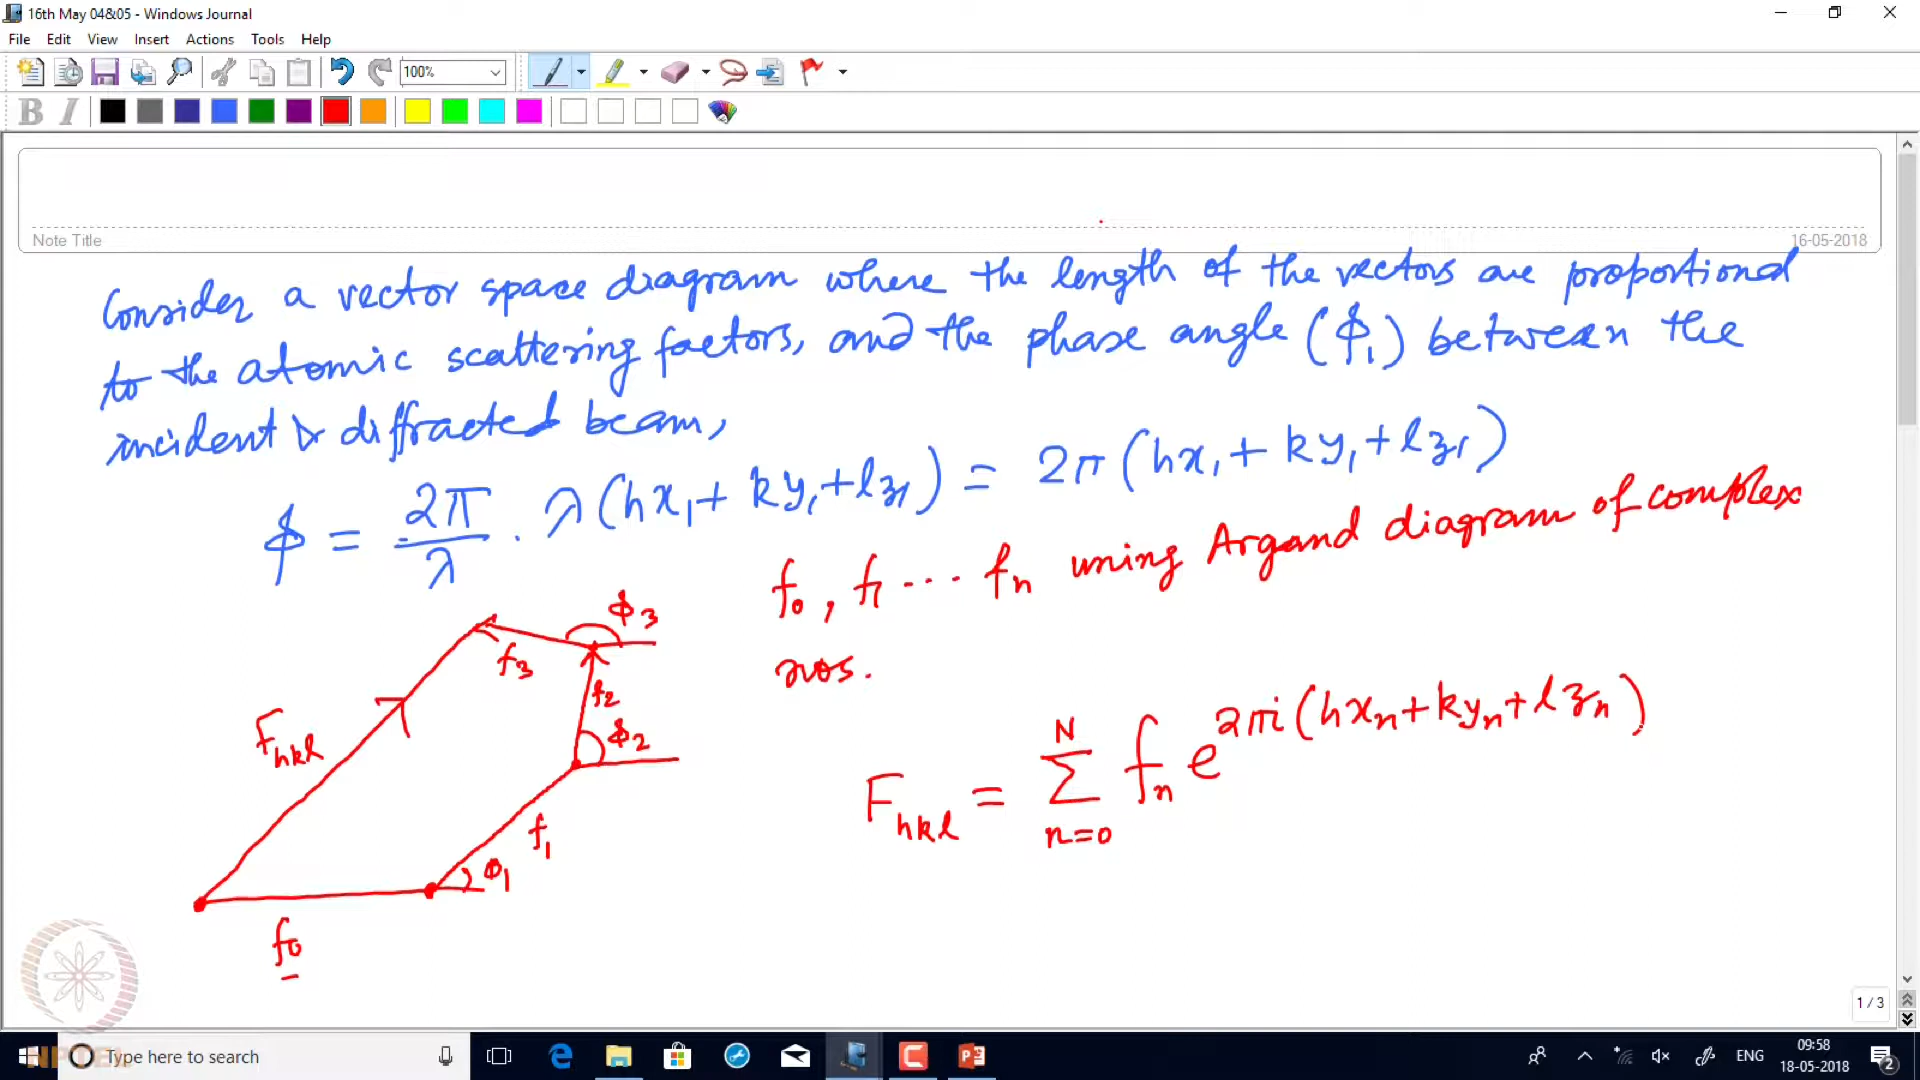 16th May 04&05 - Windows Journal
File Edit View Insert Actions Tools Help
100%
B I
Note Title
16-05-2018
Consider a vector space diagram where the length of the vectors are proportional
to the atomic scattering factors, and the phase angle (ϕ₁) between the
incident & diffracted beam,
ϕ = 2π/λ . λ(hx₁ + ky₁ + lz₁) = 2π(hx₁ + ky₁ + lz₁)
f₀, f₁ ... fₙ using Argand diagram of complex
nos.
ϕ₃
f₃
f₂
ϕ₂
F_hkl
f₁
ϕ₁
f₀
F_hkl = Σ_{n=0}^{N} fₙ e^{2πi(hxₙ + kyₙ + lzₙ)}
1 / 3
Type here to search
ENG
09:58
18-05-2018
2